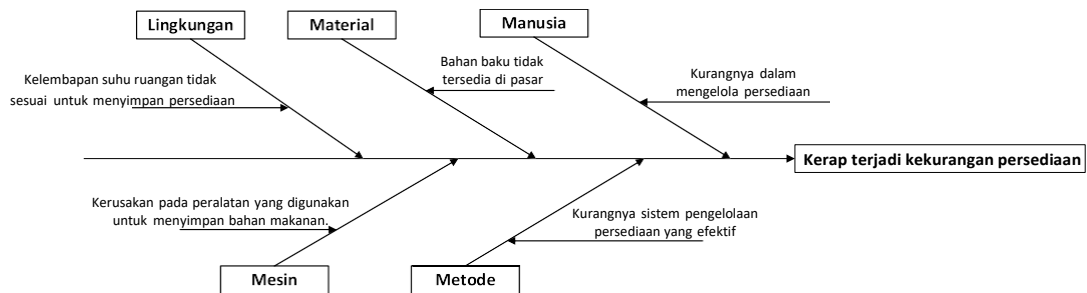 Lingkungan
Material
Manusia
Kelembapan suhu ruangan tidak
sesuai untuk menyimpan persediaan
Bahan baku tidak
tersedia di pasar
Kurangnya dalam
mengelola persediaan
Kerap terjadi kekurangan persediaan
Kerusakan pada peralatan yang digunakan
untuk menyimpan bahan makanan.
Kurangnya sistem pengelolaan
persediaan yang efektif
Mesin
Metode